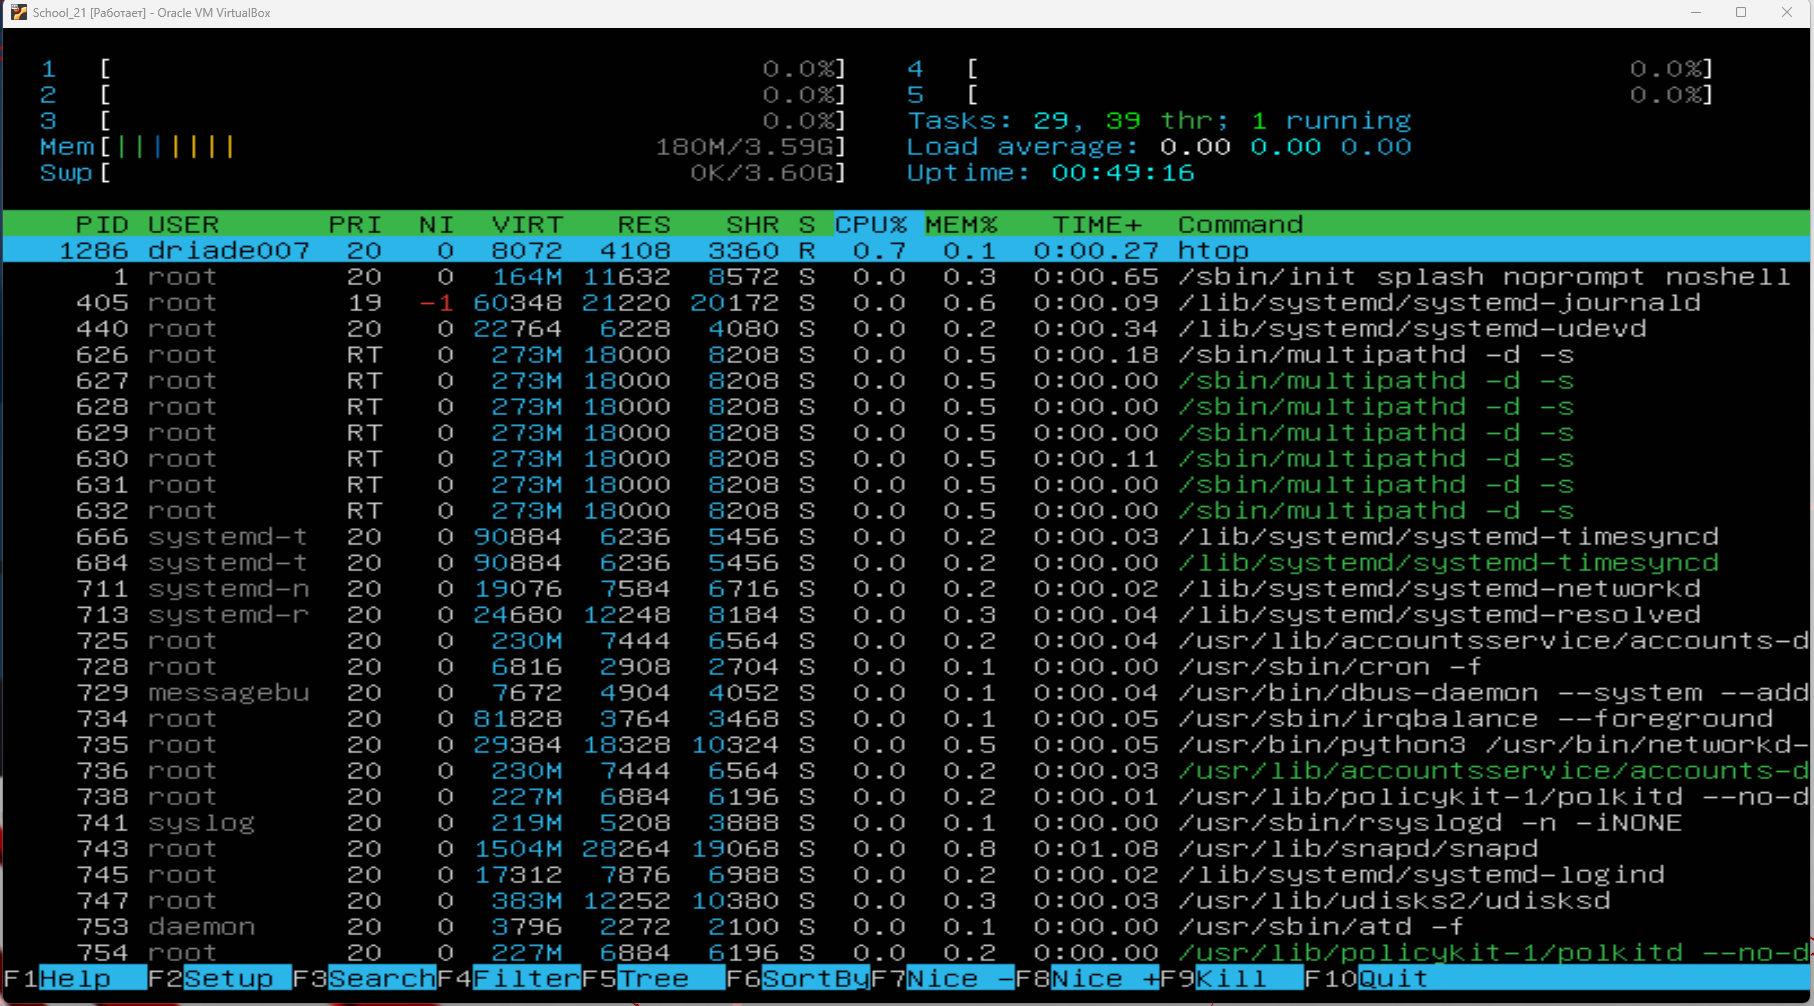 School_21 [Работает] - Oracle VM VirtualBox
1 [ 0.0%] 4 [ 0.0%]
2 [ 0.0%] 5 [ 0.0%]
3 [ 0.0%] Tasks: 29, 39 thr; 1 running
Mem[||||||| 180M/3.59G] Load average: 0.00 0.00 0.00
Swp[ 0K/3.60G] Uptime: 00:49:16
PID USER PRI NI VIRT RES SHR S CPU% MEM% TIME+ Command
1286 driade007 20 0 8072 4108 3360 R 0.7 0.1 0:00.27 htop
1 root 20 0 164M 11632 8572 S 0.0 0.3 0:00.65 /sbin/init splash noprompt noshell
405 root 19 -1 60348 21220 20172 S 0.0 0.6 0:00.09 /lib/systemd/systemd-journald
440 root 20 0 22764 6228 4080 S 0.0 0.2 0:00.34 /lib/systemd/systemd-udevd
626 root RT 0 273M 18000 8208 S 0.0 0.5 0:00.18 /sbin/multipathd -d -s
627 root RT 0 273M 18000 8208 S 0.0 0.5 0:00.00 /sbin/multipathd -d -s
628 root RT 0 273M 18000 8208 S 0.0 0.5 0:00.00 /sbin/multipathd -d -s
629 root RT 0 273M 18000 8208 S 0.0 0.5 0:00.00 /sbin/multipathd -d -s
630 root RT 0 273M 18000 8208 S 0.0 0.5 0:00.11 /sbin/multipathd -d -s
631 root RT 0 273M 18000 8208 S 0.0 0.5 0:00.00 /sbin/multipathd -d -s
632 root RT 0 273M 18000 8208 S 0.0 0.5 0:00.00 /sbin/multipathd -d -s
666 systemd-t 20 0 90884 6236 5456 S 0.0 0.2 0:00.03 /lib/systemd/systemd-timesyncd
684 systemd-t 20 0 90884 6236 5456 S 0.0 0.2 0:00.00 /lib/systemd/systemd-timesyncd
711 systemd-n 20 0 19076 7584 6716 S 0.0 0.2 0:00.02 /lib/systemd/systemd-networkd
713 systemd-r 20 0 24680 12248 8184 S 0.0 0.3 0:00.04 /lib/systemd/systemd-resolved
725 root 20 0 230M 7444 6564 S 0.0 0.2 0:00.04 /usr/lib/accountsservice/accounts-d
728 root 20 0 6816 2908 2704 S 0.0 0.1 0:00.00 /usr/sbin/cron -f
729 messagebu 20 0 7672 4904 4052 S 0.0 0.1 0:00.04 /usr/bin/dbus-daemon --system --add
734 root 20 0 81828 3764 3468 S 0.0 0.1 0:00.05 /usr/sbin/irqbalance --foreground
735 root 20 0 29384 18328 10324 S 0.0 0.5 0:00.05 /usr/bin/python3 /usr/bin/networkd-
736 root 20 0 230M 7444 6564 S 0.0 0.2 0:00.03 /usr/lib/accountsservice/accounts-d
738 root 20 0 227M 6884 6196 S 0.0 0.2 0:00.01 /usr/lib/policykit-1/polkitd --no-d
741 syslog 20 0 219M 5208 3888 S 0.0 0.1 0:00.00 /usr/sbin/rsyslogd -n -iNONE
743 root 20 0 1504M 28264 19068 S 0.0 0.8 0:01.08 /usr/lib/snapd/snapd
745 root 20 0 17312 7876 6988 S 0.0 0.2 0:00.02 /lib/systemd/systemd-logind
747 root 20 0 383M 12252 10380 S 0.0 0.3 0:00.03 /usr/lib/udisks2/udisksd
753 daemon 20 0 3796 2272 2100 S 0.0 0.1 0:00.00 /usr/sbin/atd -f
754 root 20 0 227M 6884 6196 S 0.0 0.2 0:00.00 /usr/lib/policykit-1/polkitd --no-d
F1Help F2Setup F3SearchF4FilterF5Tree F6SortByF7Nice -F8Nice +F9Kill F10Quit